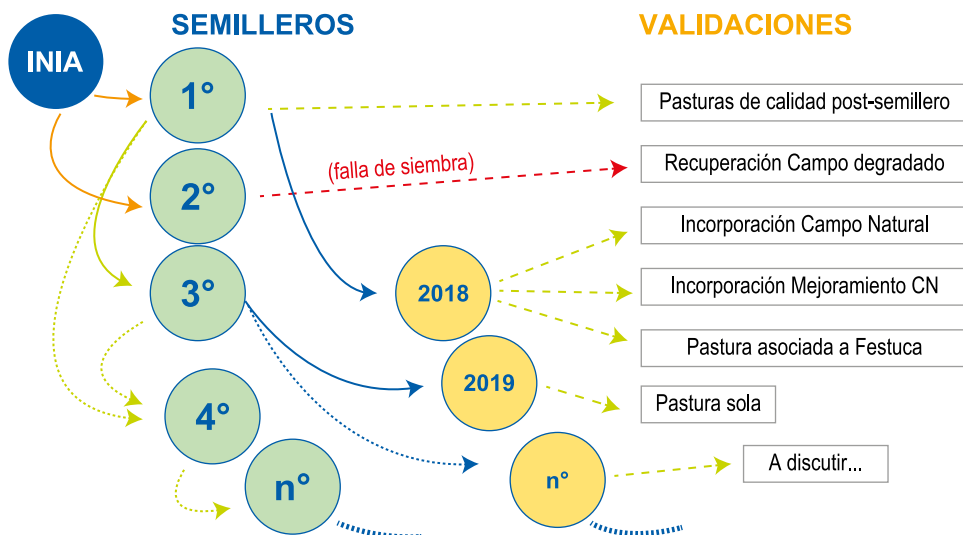 SEMILLEROS
VALIDACIONES
INIA
1°
Pasturas de calidad post-semillero
(falla de siembra)
Recuperación Campo degradado
2°
Incorporación Campo Natural
3°
2018
Incorporación Mejoramiento CN
Pastura asociada a Festuca
2019
Pastura sola
4°
n°
n°
A discutir...